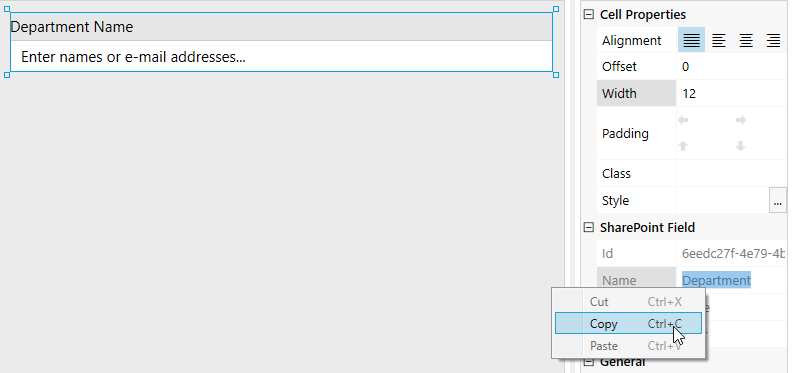 Department Name
Enter names or e-mail addresses...
Cell Properties
Alignment
Offset 0
Width 12
Padding
Class
Style ...
SharePoint Field
Id 6eedc27f-4e79-4b
Name Department
Cut Ctrl+X
Copy Ctrl+C
Paste Ctrl+V
General